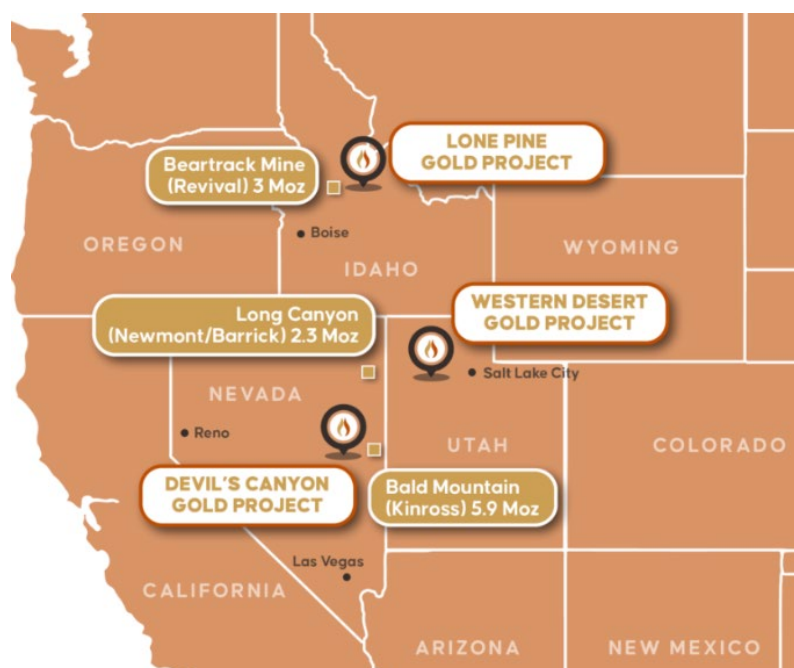 LONE PINE
GOLD PROJECT
Beartrack Mine
(Revival) 3 Moz
Boise
OREGON
IDAHO
WYOMING
Long Canyon
(Newmont/Barrick) 2.3 Moz
WESTERN DESERT
GOLD PROJECT
Salt Lake City
NEVADA
Reno
UTAH
COLORADO
DEVIL'S CANYON
GOLD PROJECT
Bald Mountain
(Kinross) 5.9 Moz
Las Vegas
CALIFORNIA
ARIZONA
NEW MEXICO